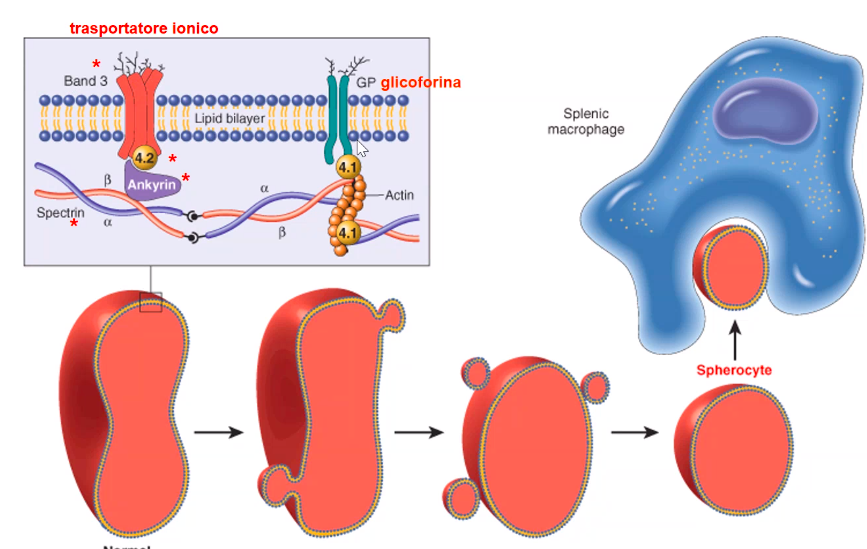 trasportatore ionico
*
Band 3
GP glicoforina
Lipid bilayer
Splenic
macrophage
4.2
*
4.1
Ankyrin
*
β
α
Actin
Spectrin
*
α
β
4.1
Spherocyte
Normal